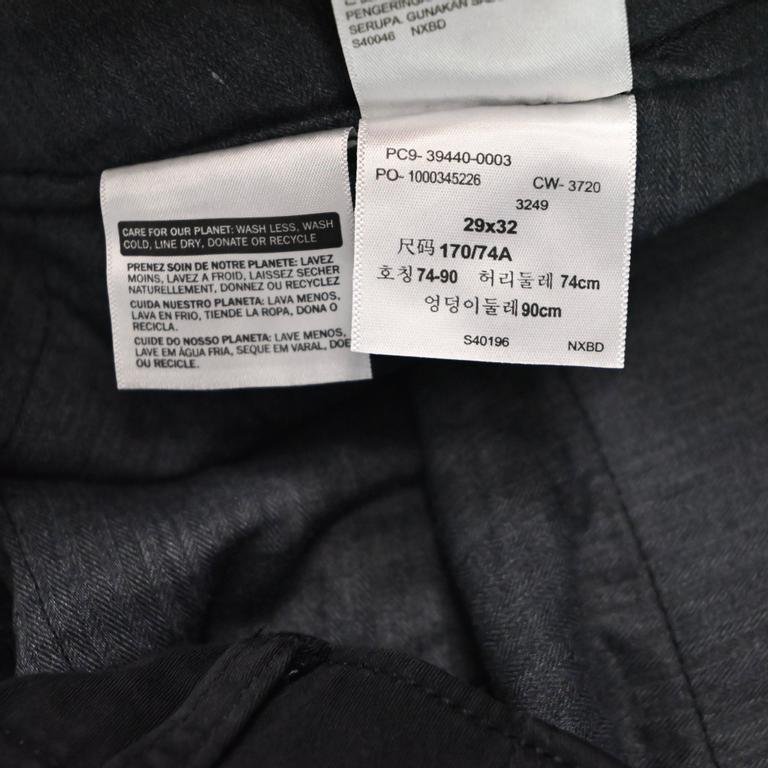 PENGERINGA
SERUPA. GUNAKAN
S40046 NXBD
PC9- 39440-0003
PO- 1000345226 CW- 3720
3249
29x32
尺码 170/74A
호칭 74-90 허리둘레 74cm
엉덩이둘레 90cm
S40196 NXBD
CARE FOR OUR PLANET: WASH LESS, WASH
COLD, LINE DRY, DONATE OR RECYCLE
PRENEZ SOIN DE NOTRE PLANETE: LAVEZ
MOINS, LAVEZ A FROID, LAISSEZ SECHER
NATURELLEMENT, DONNEZ OU RECYCLEZ
CUIDA NUESTRO PLANETA: LAVA MENOS,
LAVA EN FRIO, TIENDE LA ROPA, DONA O
RECICLA.
CUIDE DO NOSSO PLANETA: LAVE MENOS,
LAVE EM ÁGUA FRIA, SEQUE EM VARAL, DOE
OU RECICLE.